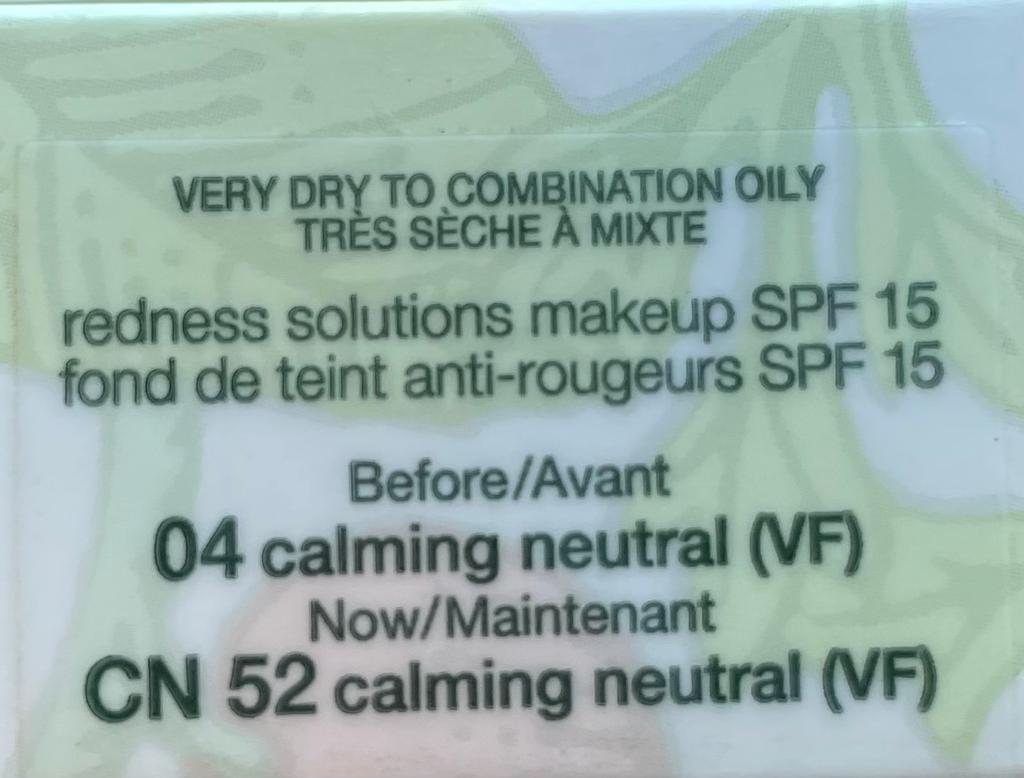 VERY DRY TO COMBINATION OILY
TRÈS SÈCHE À MIXTE
redness solutions makeup SPF 15
fond de teint anti-rougeurs SPF 15
Before/Avant
04 calming neutral (VF)
Now/Maintenant
CN 52 calming neutral (VF)